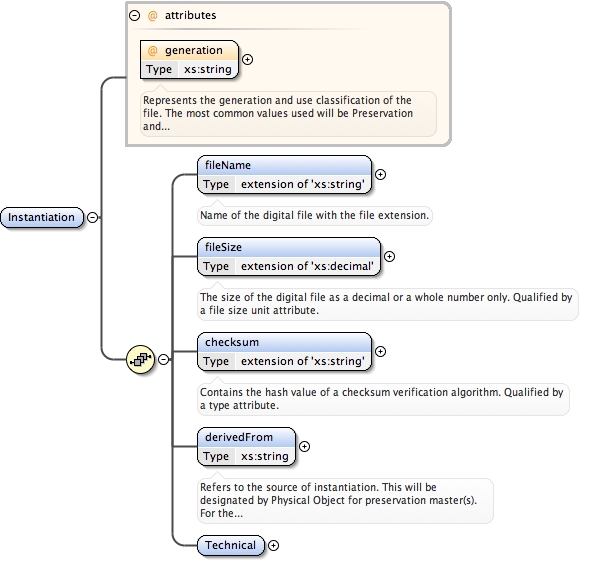 @ attributes
@ generation
Type xs:string
Represents the generation and use classification of the
file. The most common values used will be Preservation
and...
fileName
Type extension of 'xs:string'
Name of the digital file with the file extension.
Instantiation
fileSize
Type extension of 'xs:decimal'
The size of the digital file as a decimal or a whole number only. Qualified by
a file size unit attribute.
checksum
Type extension of 'xs:string'
Contains the hash value of a checksum verification algorithm. Qualified by
a type attribute.
derivedFrom
Type xs:string
Refers to the source of instantiation. This will be
designated by Physical Object for preservation master(s).
For the...
Technical